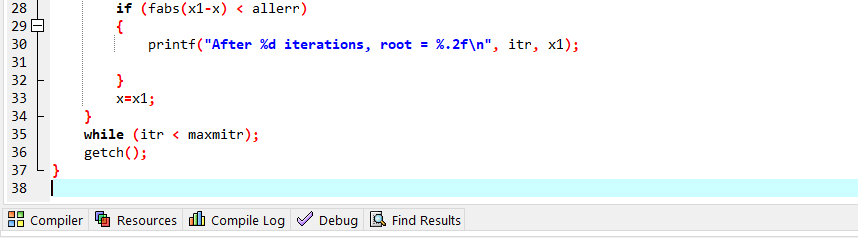 28 if (fabs(x1-x) < allerr)
29 {
30 printf("After %d iterations, root = %.2f\n", itr, x1);
31
32 }
33 x=x1;
34 }
35 while (itr < maxmitr);
36 getch();
37 }
38
Compiler Resources Compile Log Debug Find Results